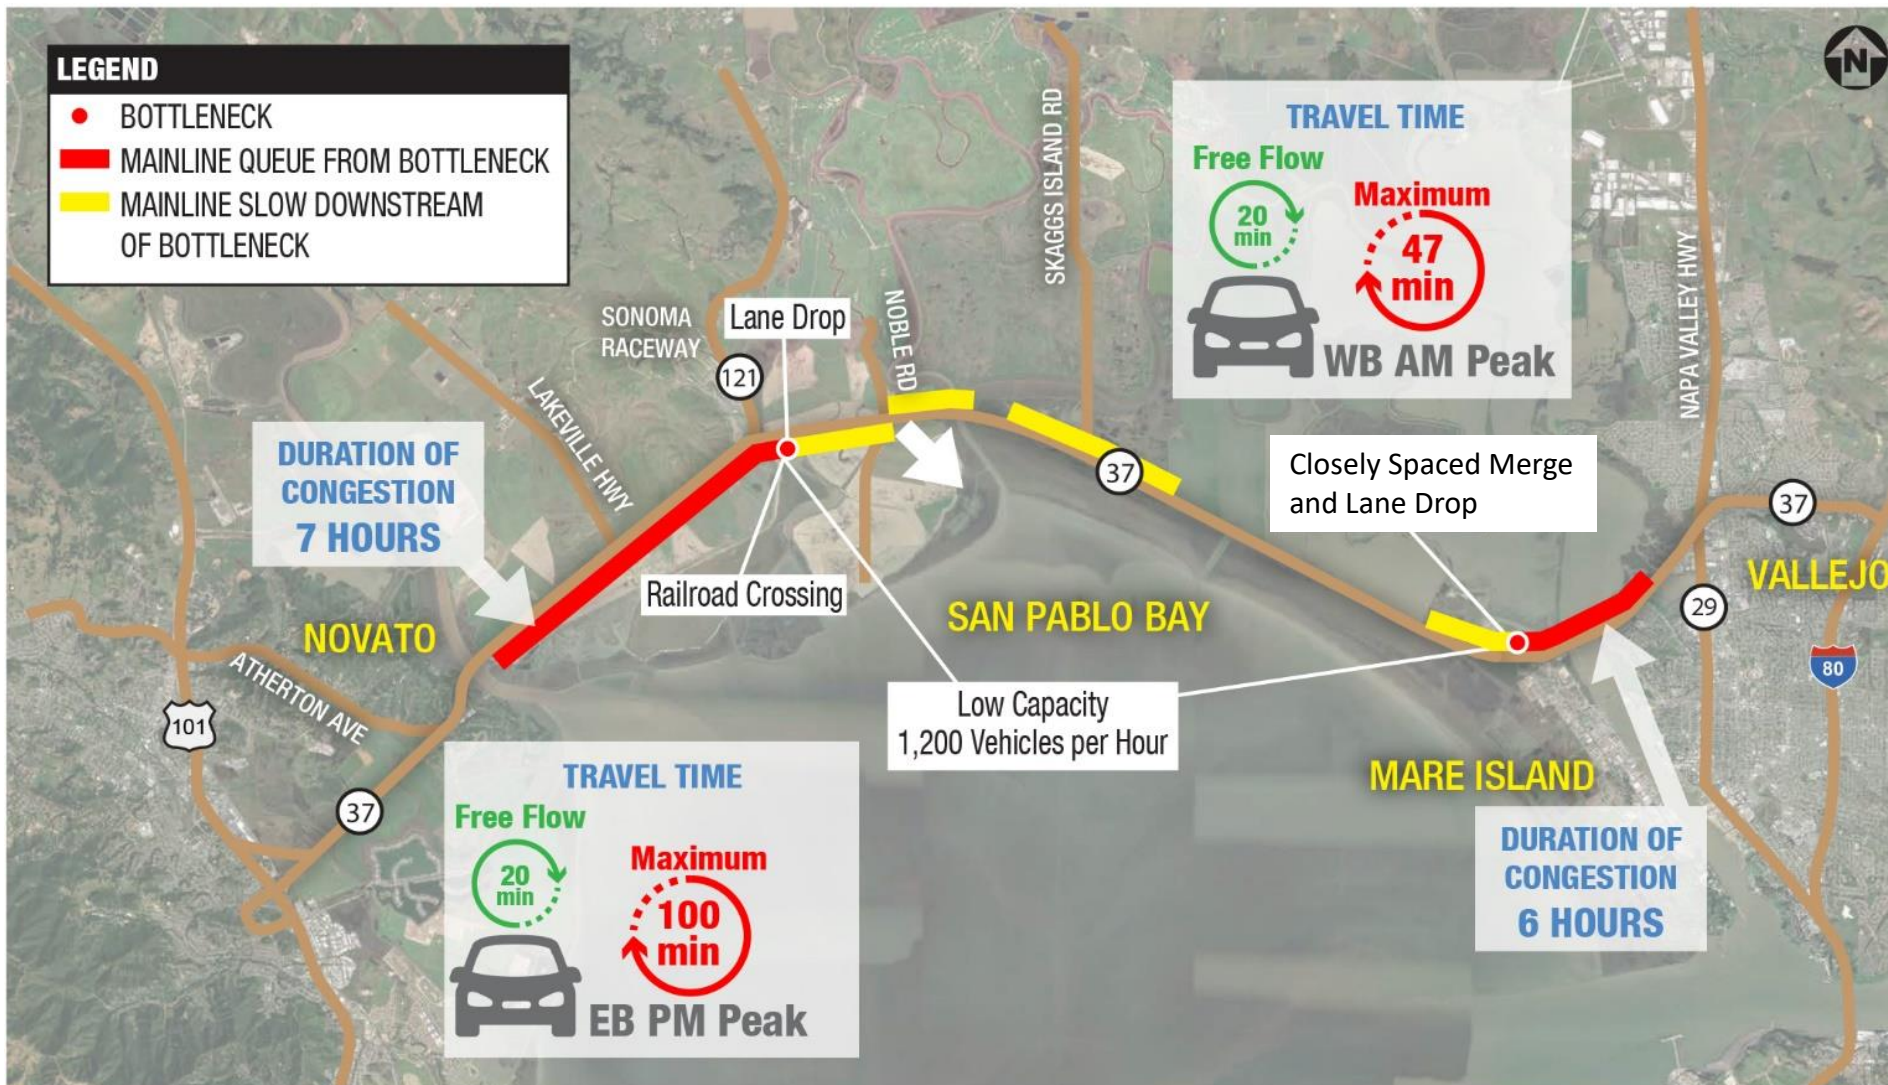 LEGEND
BOTTLENECK
MAINLINE QUEUE FROM BOTTLENECK
MAINLINE SLOW DOWNSTREAM
OF BOTTLENECK
N
TRAVEL TIME
Free Flow
20
min
Maximum
47
min
WB AM Peak
SKAGGS ISLAND RD
NAPA VALLEY HWY
SONOMA
RACEWAY
Lane Drop
NOBLE RD
121
LAKEVILLE HWY
DURATION OF
CONGESTION
7 HOURS
37
Closely Spaced Merge
and Lane Drop
37
VALLEJO
Railroad Crossing
SAN PABLO BAY
29
NOVATO
ATHERTON AVE
80
101
Low Capacity
1,200 Vehicles per Hour
MARE ISLAND
37
TRAVEL TIME
Free Flow
20
min
Maximum
100
min
EB PM Peak
DURATION OF
CONGESTION
6 HOURS